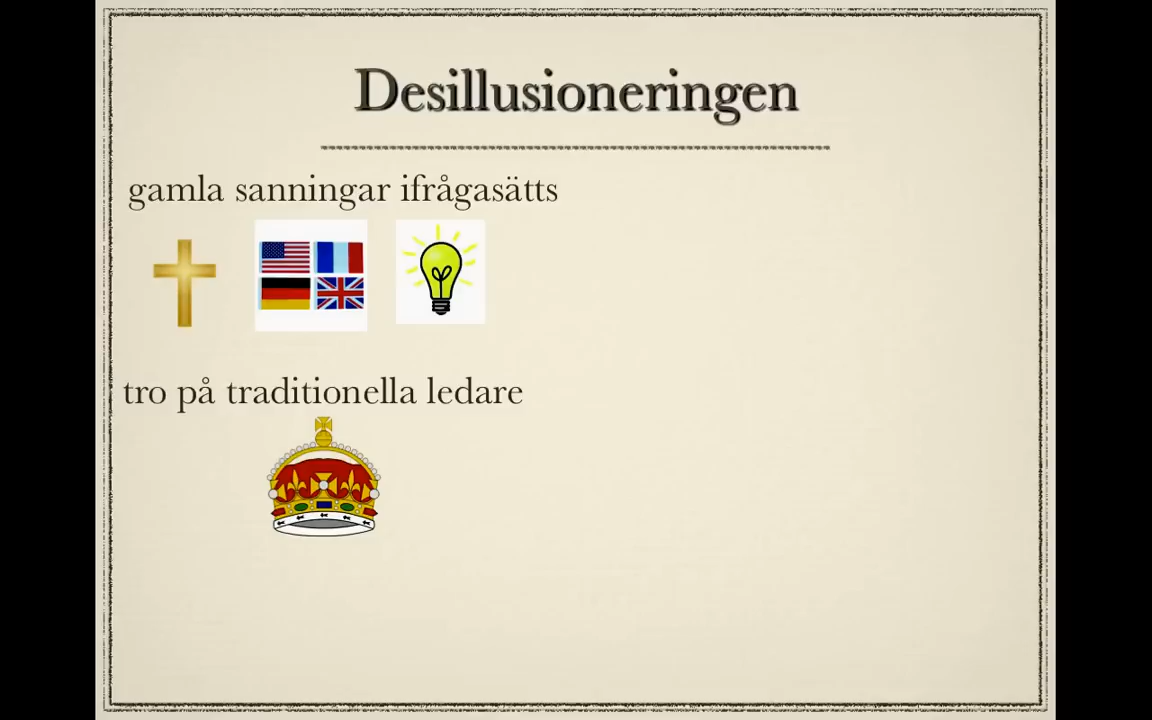 Desillusioneringen
gamla sanningar ifrågasätts
tro på traditionella ledare